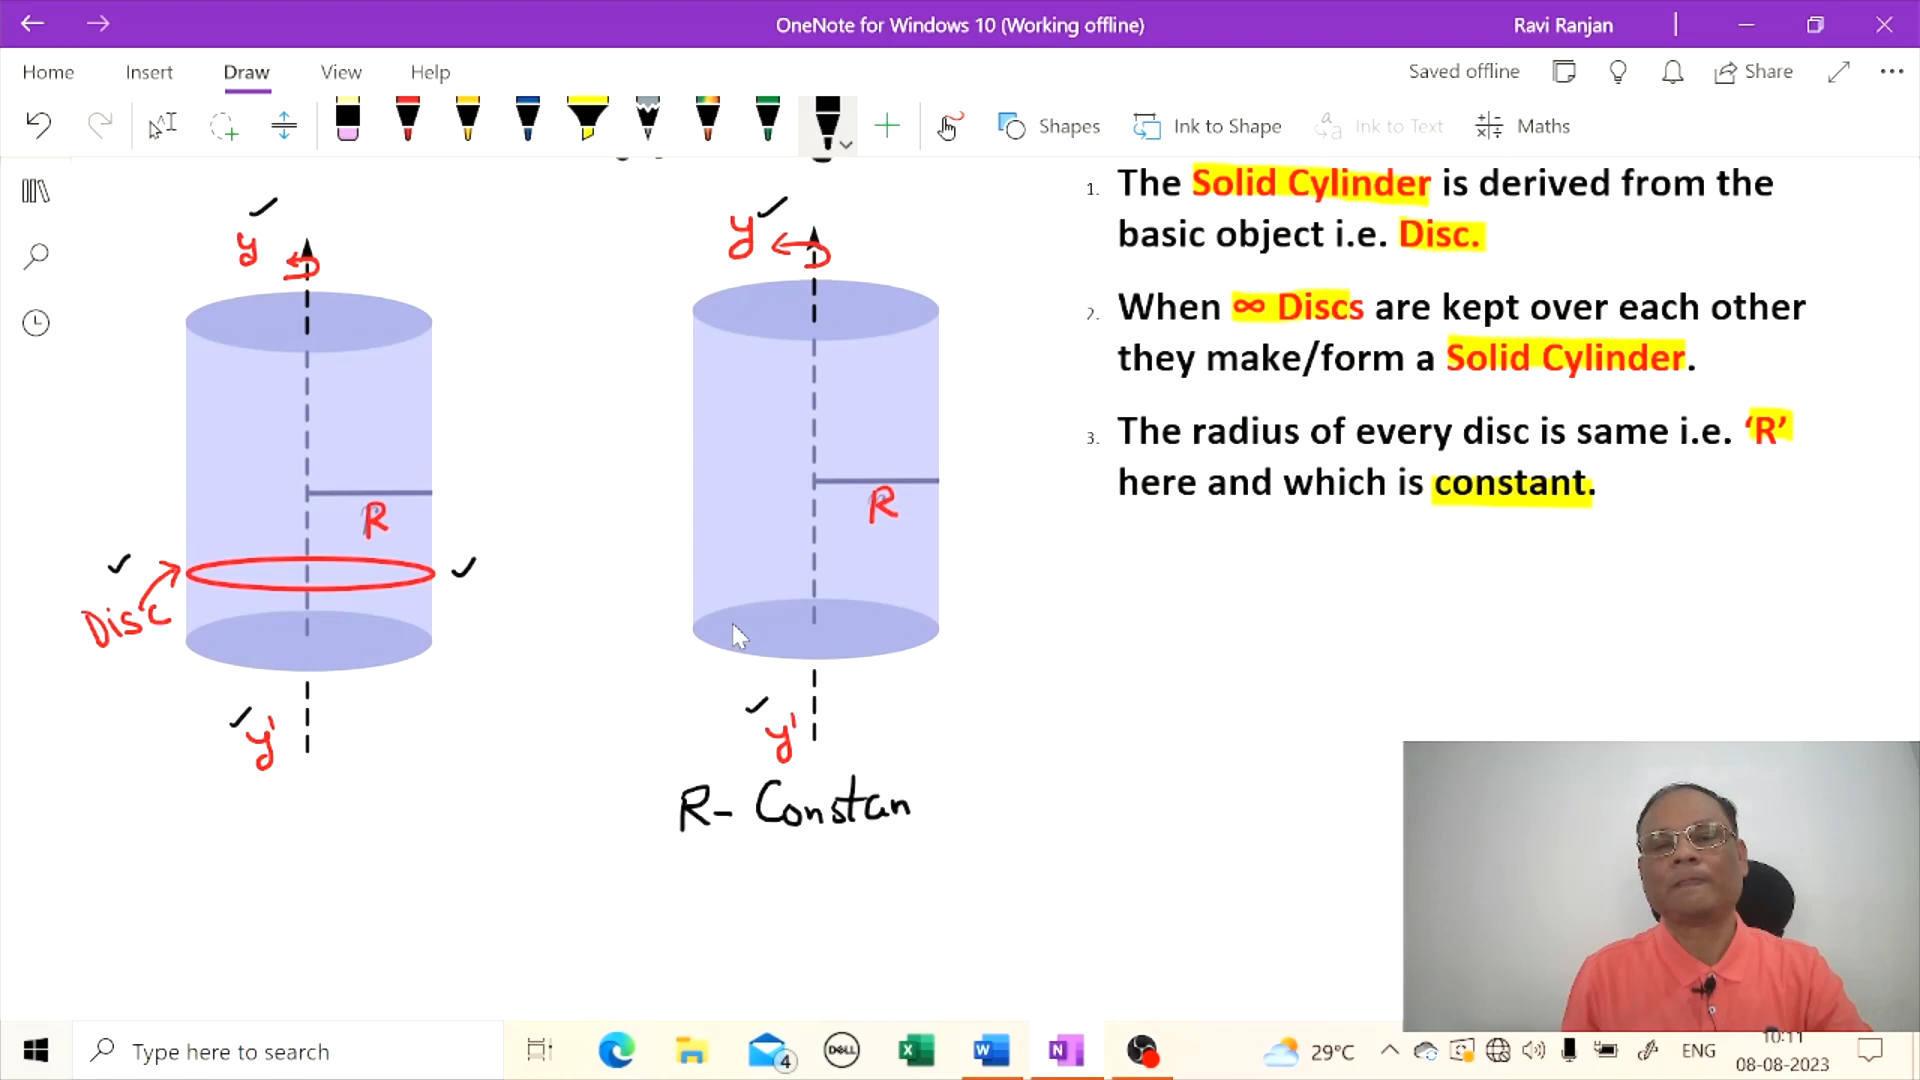 OneNote for Windows 10 (Working offline)
Ravi Ranjan
Home Insert Draw View Help
Saved offline
Share
Shapes
Ink to Shape
Ink to Text
Maths
1. The Solid Cylinder is derived from the
basic object i.e. Disc.
2. When ∞ Discs are kept over each other
they make/form a Solid Cylinder.
3. The radius of every disc is same i.e. ‘R’
here and which is constant.
y
y
R
R
Disc
y'
y'
R- Constan
Type here to search
4
DELL
29°C
ENG
10:11
08-08-2023